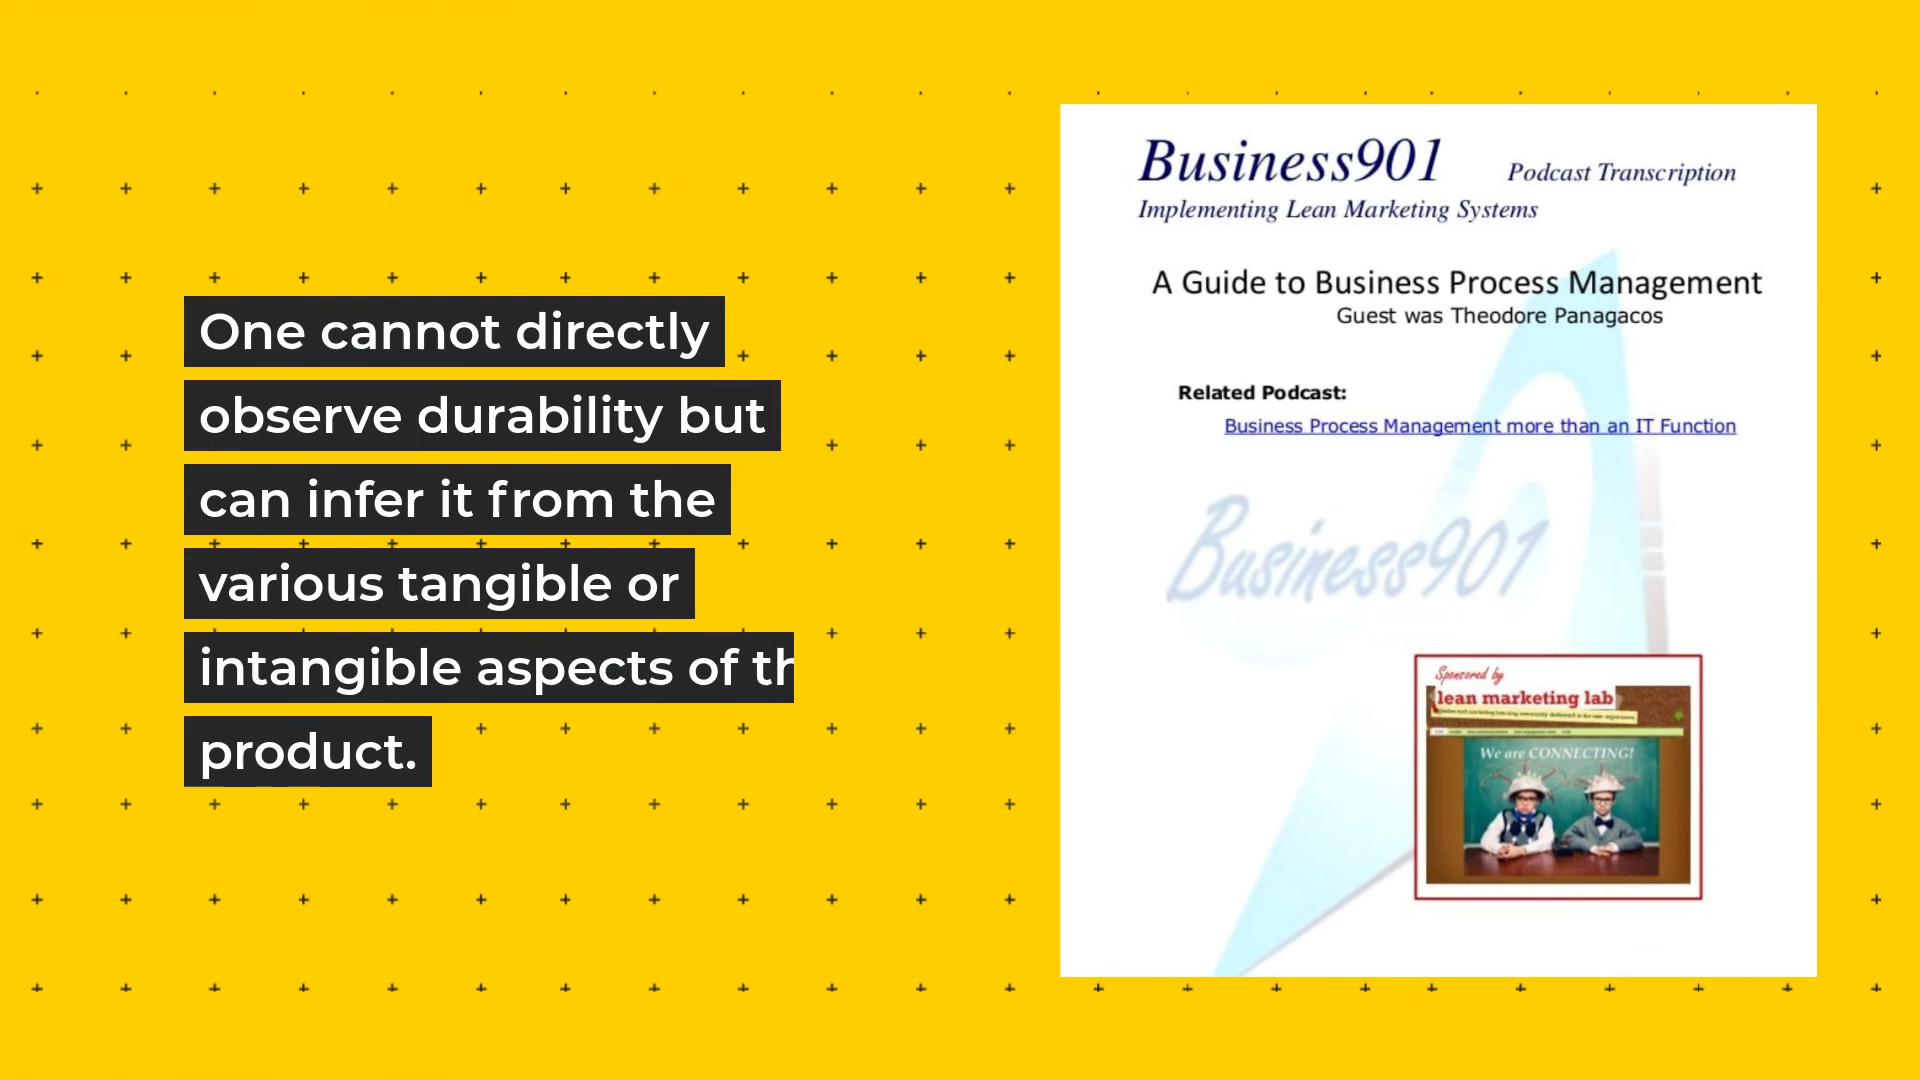 One cannot directly
observe durability but
can infer it from the
various tangible or
intangible aspects of th
product.
Business901 Podcast Transcription
Implementing Lean Marketing Systems
A Guide to Business Process Management
Guest was Theodore Panagacos
Related Podcast:
Business Process Management more than an IT Function
Business901
Sponsored by
lean marketing lab
We are CONNECTING!